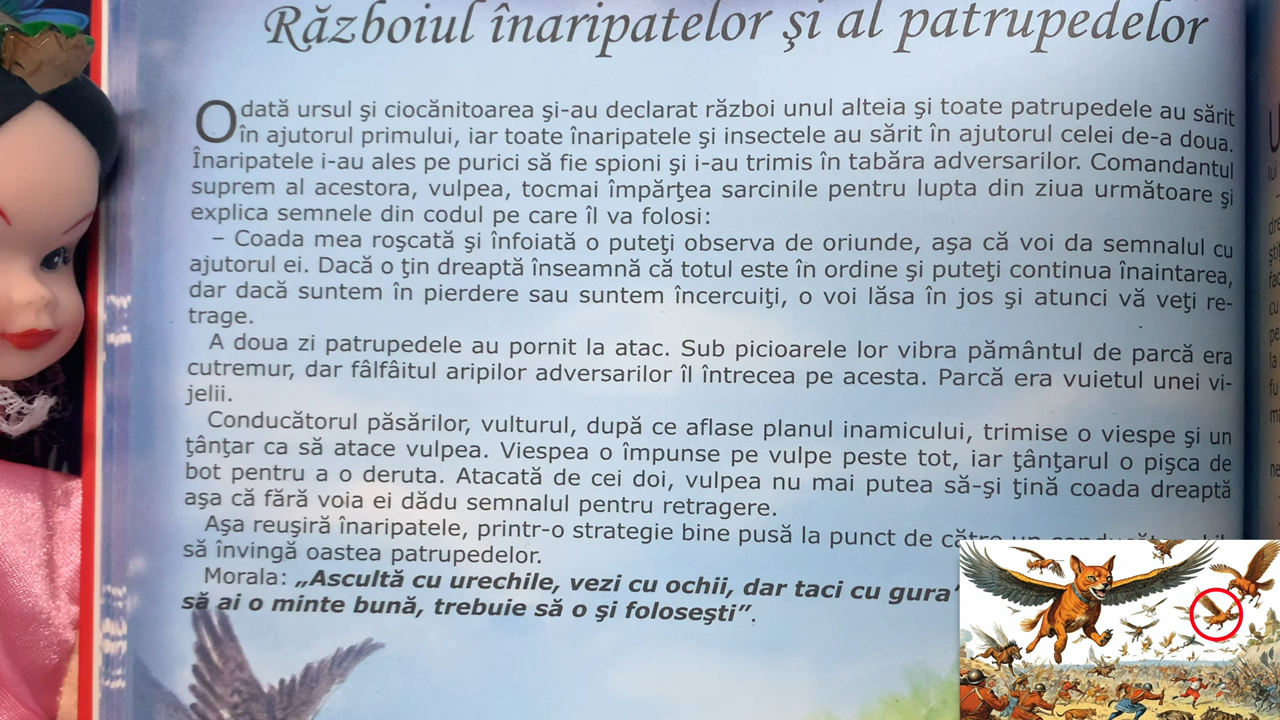 Războiul înaripatelor şi al patrupedelor
Odată ursul şi ciocănitoarea şi-au declarat război unul alteia şi toate patrupedele au sărit
în ajutorul primului, iar toate înaripatele şi insectele au sărit în ajutorul celei de-a doua.
Înaripatele i-au ales pe purici să fie spioni şi i-au trimis în tabăra adversarilor. Comandantul
suprem al acestora, vulpea, tocmai împărţea sarcinile pentru lupta din ziua următoare şi
explica semnele din codul pe care îl va folosi:
– Coada mea roşcată şi înfoiată o puteţi observa de oriunde, aşa că voi da semnalul cu
ajutorul ei. Dacă o ţin dreaptă înseamnă că totul este în ordine şi puteţi continua înaintarea,
dar dacă suntem în pierdere sau suntem încercuiţi, o voi lăsa în jos şi atunci vă veţi re-
trage.
A doua zi patrupedele au pornit la atac. Sub picioarele lor vibra pământul de parcă era
cutremur, dar fâlfâitul aripilor adversarilor îl întrecea pe acesta. Parcă era vuietul unei vi-
jelii.
Conducătorul păsărilor, vulturul, după ce aflase planul inamicului, trimise o viespe şi un
ţânţar ca să atace vulpea. Viespea o împunse pe vulpe peste tot, iar ţânţarul o pişca de
bot pentru a o deruta. Atacată de cei doi, vulpea nu mai putea să-şi ţină coada dreaptă
aşa că fără voia ei dădu semnalul pentru retragere.
Aşa reuşiră înaripatele, printr-o strategie bine pusă la punct de către un
să învingă oastea patrupedelor.
Morala: „Ascultă cu urechile, vezi cu ochii, dar taci cu gura”
să ai o minte bună, trebuie să o şi foloseşti”.